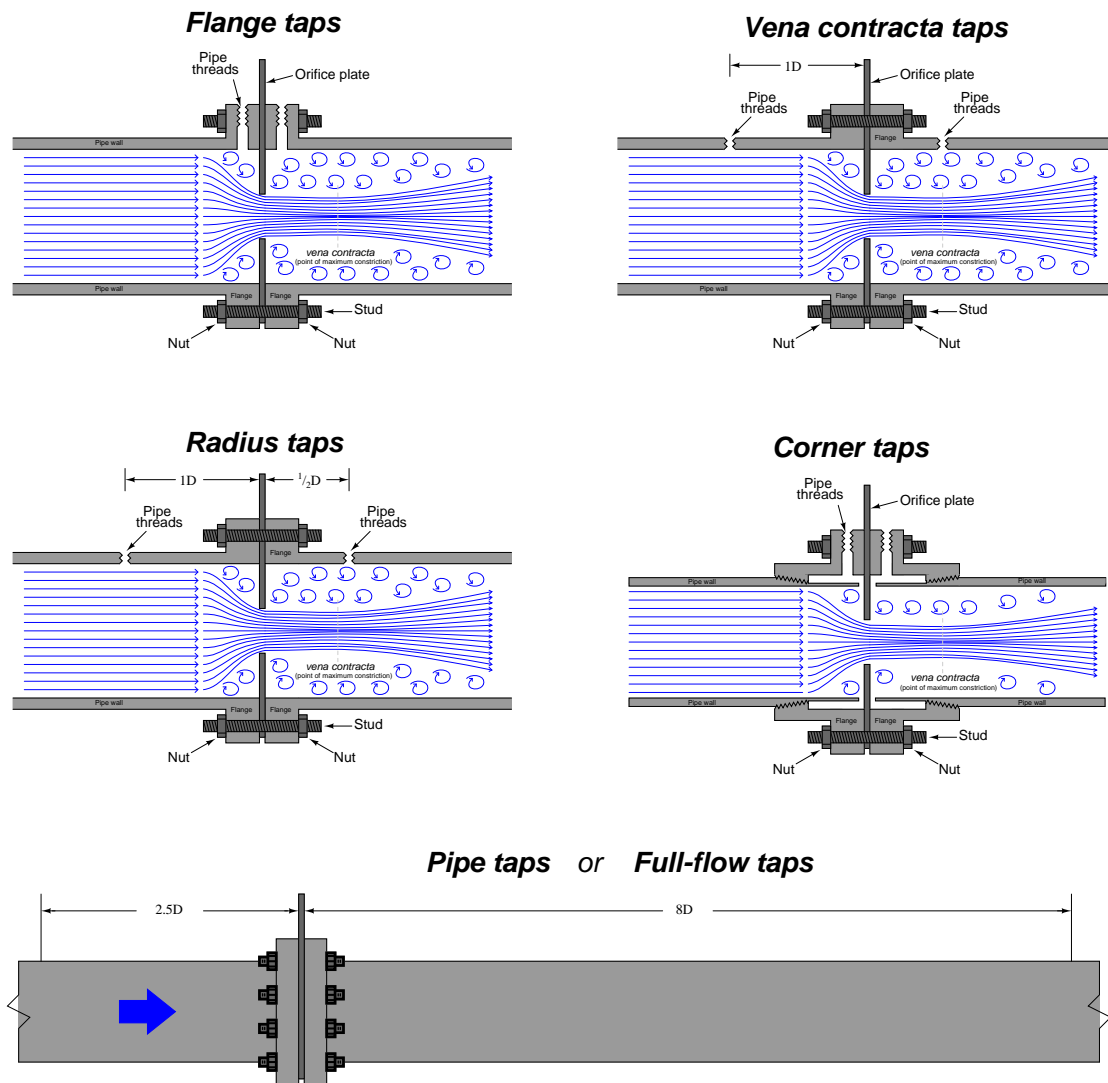 Flange taps
Pipe
threads
Orifice plate
Pipe wall
vena contracta
(point of maximum constriction)
Pipe wall
Flange
Flange
Stud
Nut
Nut
Vena contracta taps
1D
Orifice plate
Pipe
threads
Pipe
threads
Flange
Pipe wall
vena contracta
(point of maximum constriction)
Pipe wall
Flange
Flange
Stud
Nut
Nut
Radius taps
1D
1/2D
Pipe
threads
Pipe
threads
Flange
Pipe wall
vena contracta
(point of maximum constriction)
Pipe wall
Flange
Flange
Stud
Nut
Nut
Corner taps
Pipe
threads
Orifice plate
Pipe wall
Pipe wall
vena contracta
(point of maximum constriction)
Pipe wall
Pipe wall
Flange
Flange
Stud
Nut
Nut
Pipe taps or Full-flow taps
2.5D
8D